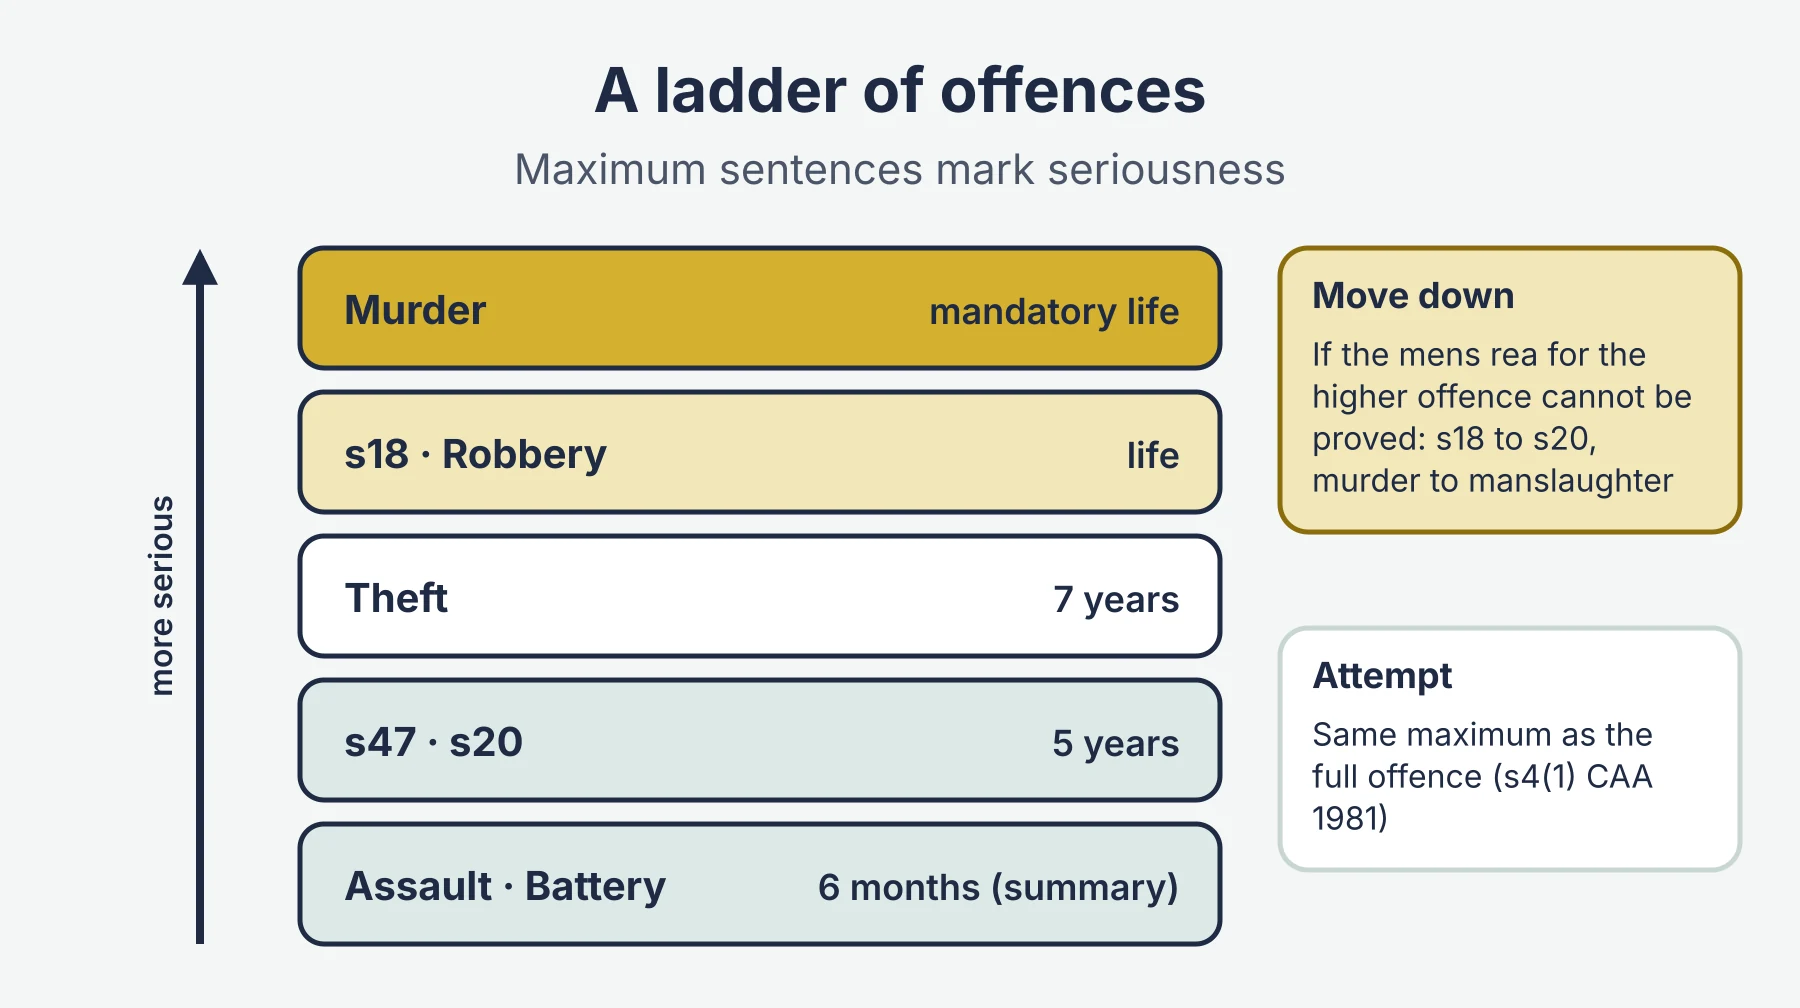 A ladder of offences
Maximum sentences mark seriousness
more serious
Murder mandatory life
s18 · Robbery life
Theft 7 years
s47 · s20 5 years
Assault · Battery 6 months (summary)
Move down
If the mens rea for the
higher offence cannot be
proved: s18 to s20,
murder to manslaughter
Attempt
Same maximum as the
full offence (s4(1) CAA
1981)